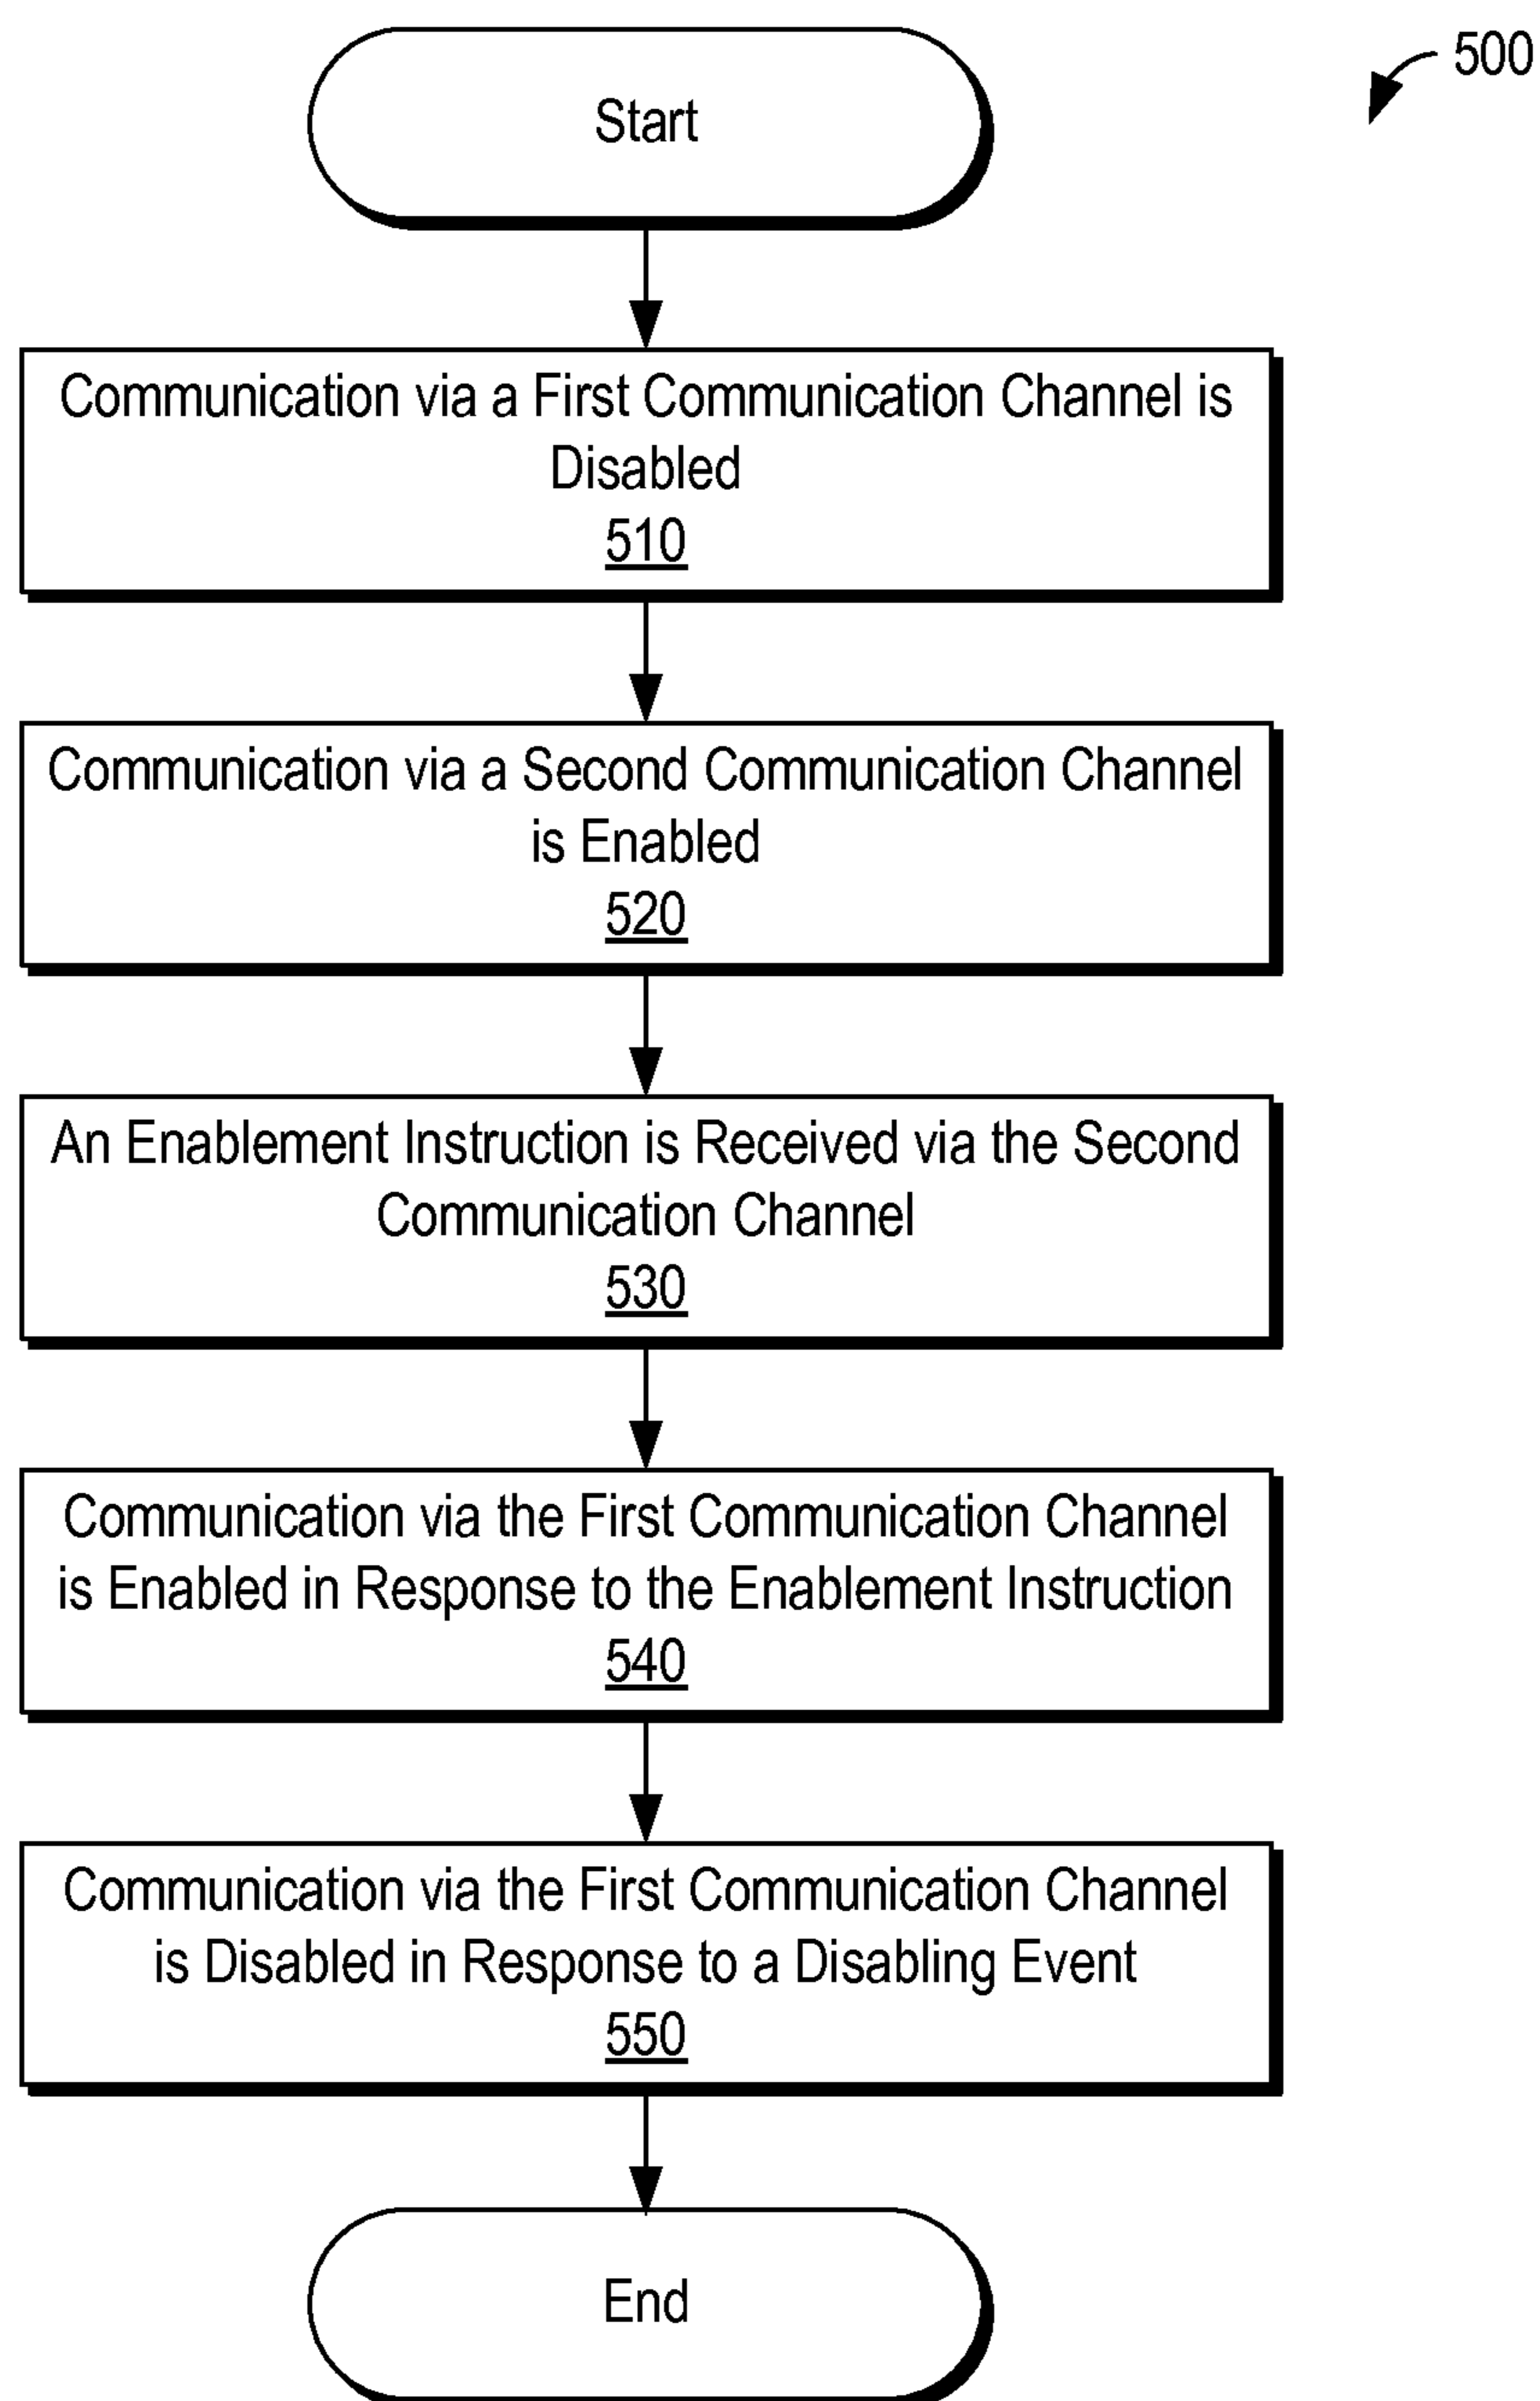 500
Start
Communication via a First Communication Channel is
Disabled
510
Communication via a Second Communication Channel
is Enabled
520
An Enablement Instruction is Received via the Second
Communication Channel
530
Communication via the First Communication Channel
is Enabled in Response to the Enablement Instruction
540
Communication via the First Communication Channel
is Disabled in Response to a Disabling Event
550
End